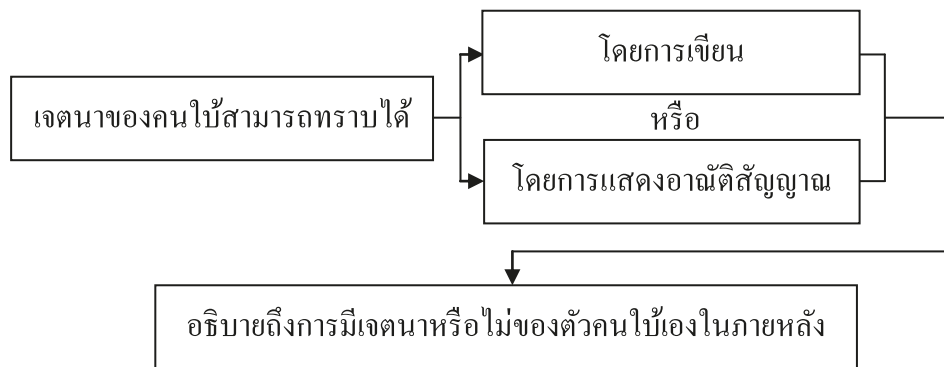 โดยการเขียน
เจตนาของคนใบ้สามารถทราบได้
หรือ
โดยการแสดงอาณัติสัญญาณ
อธิบายถึงการมีเจตนาหรือไม่ของตัวคนใบ้เองในภายหลัง